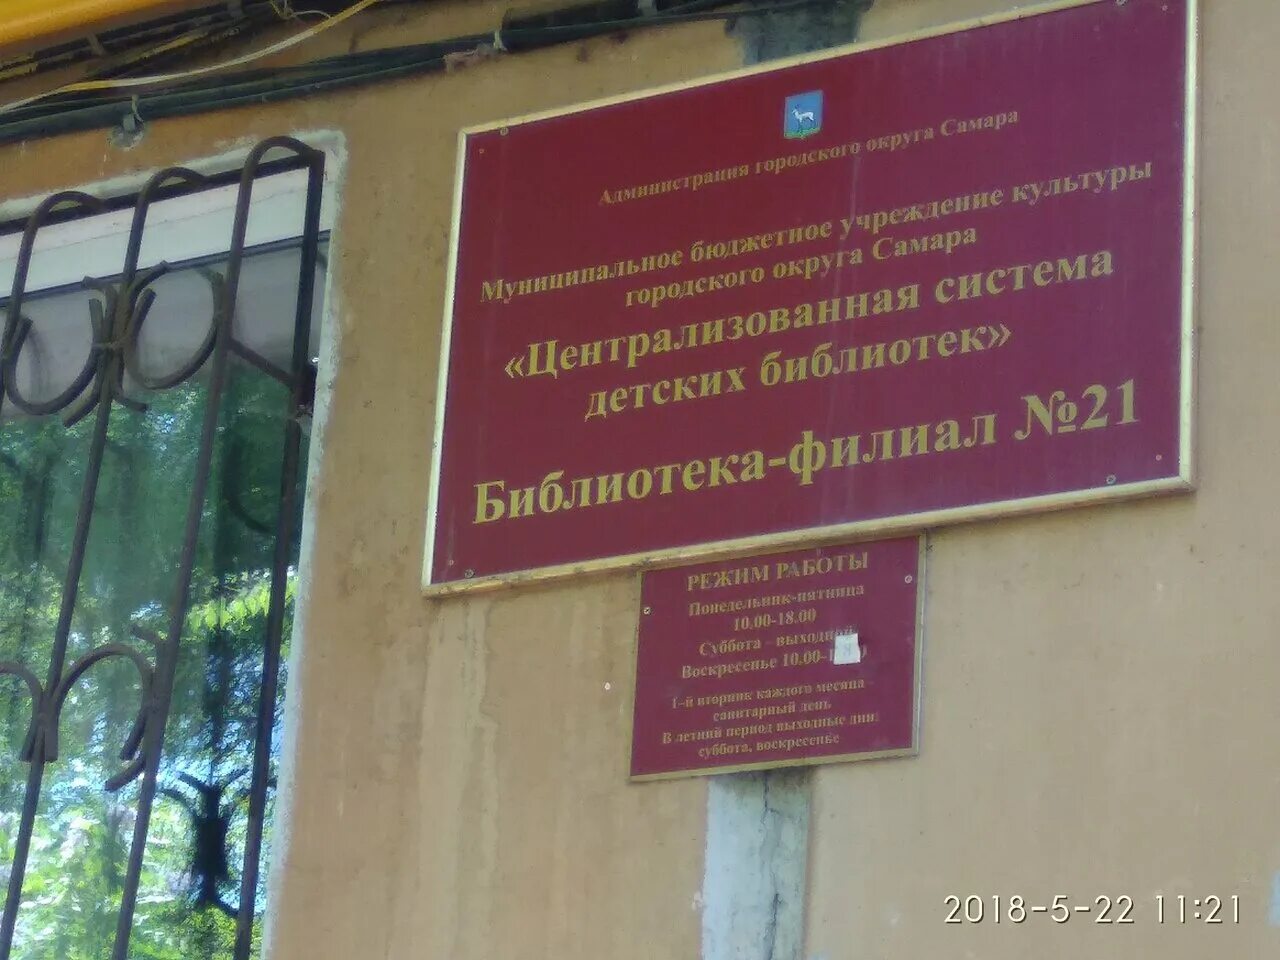 Администрация городского округа Самара
Муниципальное бюджетное учреждение культуры
городского округа Самара
«Централизованная система
детских библиотек»
Библиотека-филиал №21
РЕЖИМ РАБОТЫ
Понедельник-пятница
10.00-18.00
Суббота - выходной
Воскресенье 10.00-
1-й вторник каждого месяца -
санитарный день
В летний период выходные дни:
суббота, воскресенье
2018-5-22 11:21